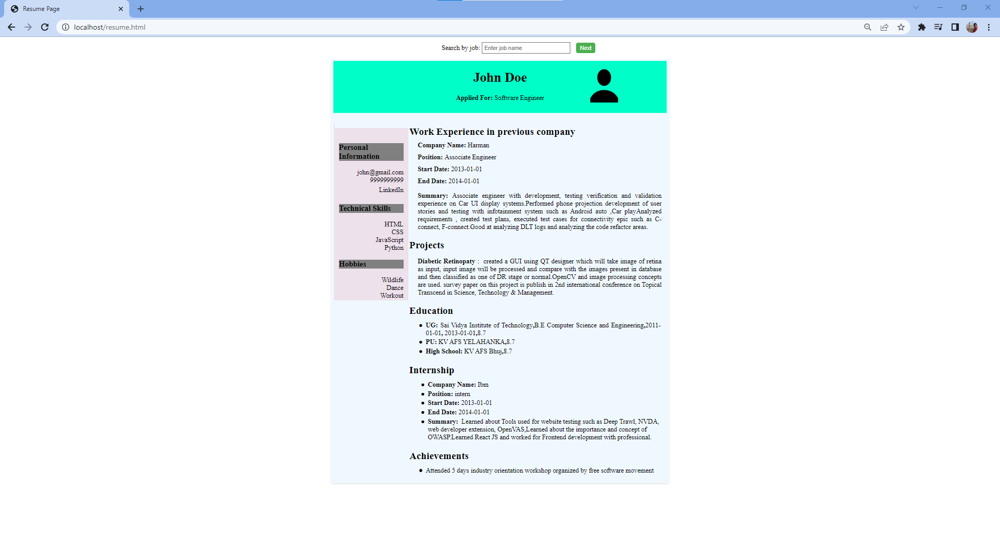 Resume Page
localhost/resume.html
Search by job: Enter job name Next
John Doe
Applied For: Software Engineer
Personal
Information
john@gmail.com
9999999999
LinkedIn
Technical Skills
HTML
CSS
JavaScript
Python
Hobbies
Wildlife
Dance
Workout
Work Experience in previous company
Company Name: Harman
Position: Associate Engineer
Start Date: 2013-01-01
End Date: 2014-01-01
Summary: Associate engineer with development, testing verification and validation
experience on Car UI display systems.Performed phone projection development of user
stories and testing with infotainment system such as Android auto ,Car playAnalyzed
requirements , created test plans, executed test cases for connectivity epic such as C-
connect, F-connect.Good at analyzing DLT logs and analyzing the code refactor areas.
Projects
Diabetic Retinopaty : created a GUI using QT designer which will take image of retina
as input, input image will be processed and compare with the images present in database
and then classified as one of DR stage or normal.OpenCV and image processing concepts
are used. survey paper on this project is publish in 2nd international conference on Topical
Transcend in Science, Technology & Management.
Education
● UG: Sai Vidya Institute of Technology,B.E Computer Science and Engineering,2011-
01-01, 2013-01-01,8.7
● PU: KV AFS YELAHANKA,8.7
● High School: KV AFS Bhuj,8.7
Internship
● Company Name: Ibm
● Position: intern
● Start Date: 2013-01-01
● End Date: 2014-01-01
● Summary: Learned about Tools used for website testing such as Deep Trawl, NVDA,
web developer extension, OpenVAS,Learned about the importance and concept of
OWASP.Learned React JS and worked for Frontend development with professional.
Achievements
● Attended 5 days industry orientation workshop organized by free software movement